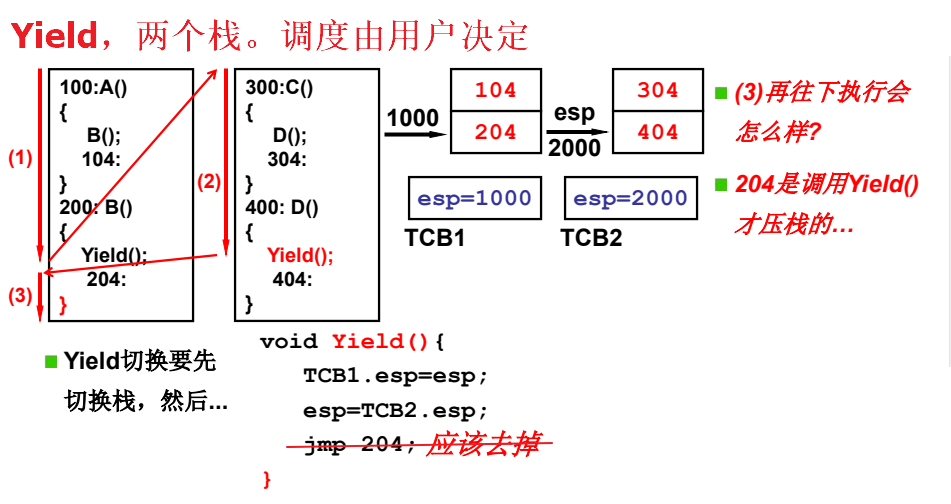 Yield，两个栈。调度由用户决定
100:A()
{
B();
104:
}
200: B()
{
Yield();
204:
}
(1)
(3)
300:C()
{
D();
304:
}
400: D()
{
Yield();
404:
}
(2)
1000
104
204
esp
2000
304
404
esp=1000
TCB1
esp=2000
TCB2
(3)再往下执行会
怎么样?
204是调用Yield()
才压栈的…
Yield切换要先
切换栈，然后...
void Yield(){
TCB1.esp=esp;
esp=TCB2.esp;
jmp 204; 应该去掉
}